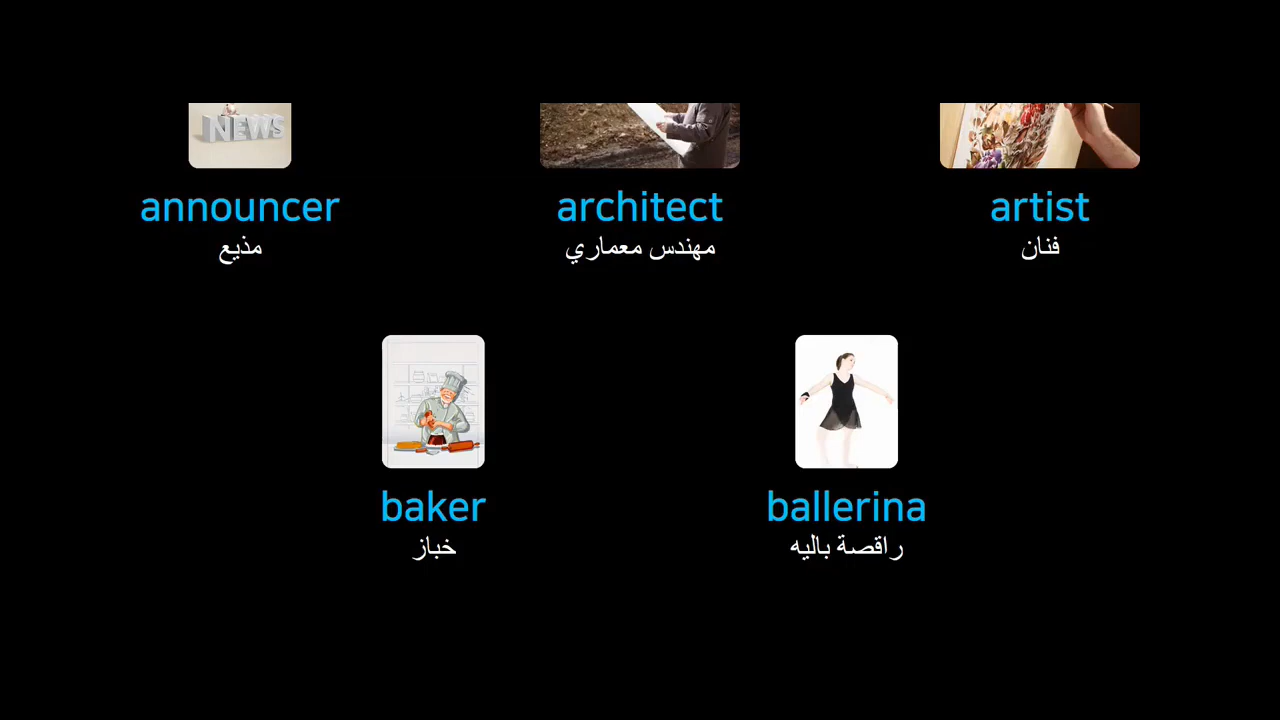 NEWS
announcer
مذيع
architect
مهندس معماري
artist
فنان
baker
خباز
ballerina
راقصة باليه